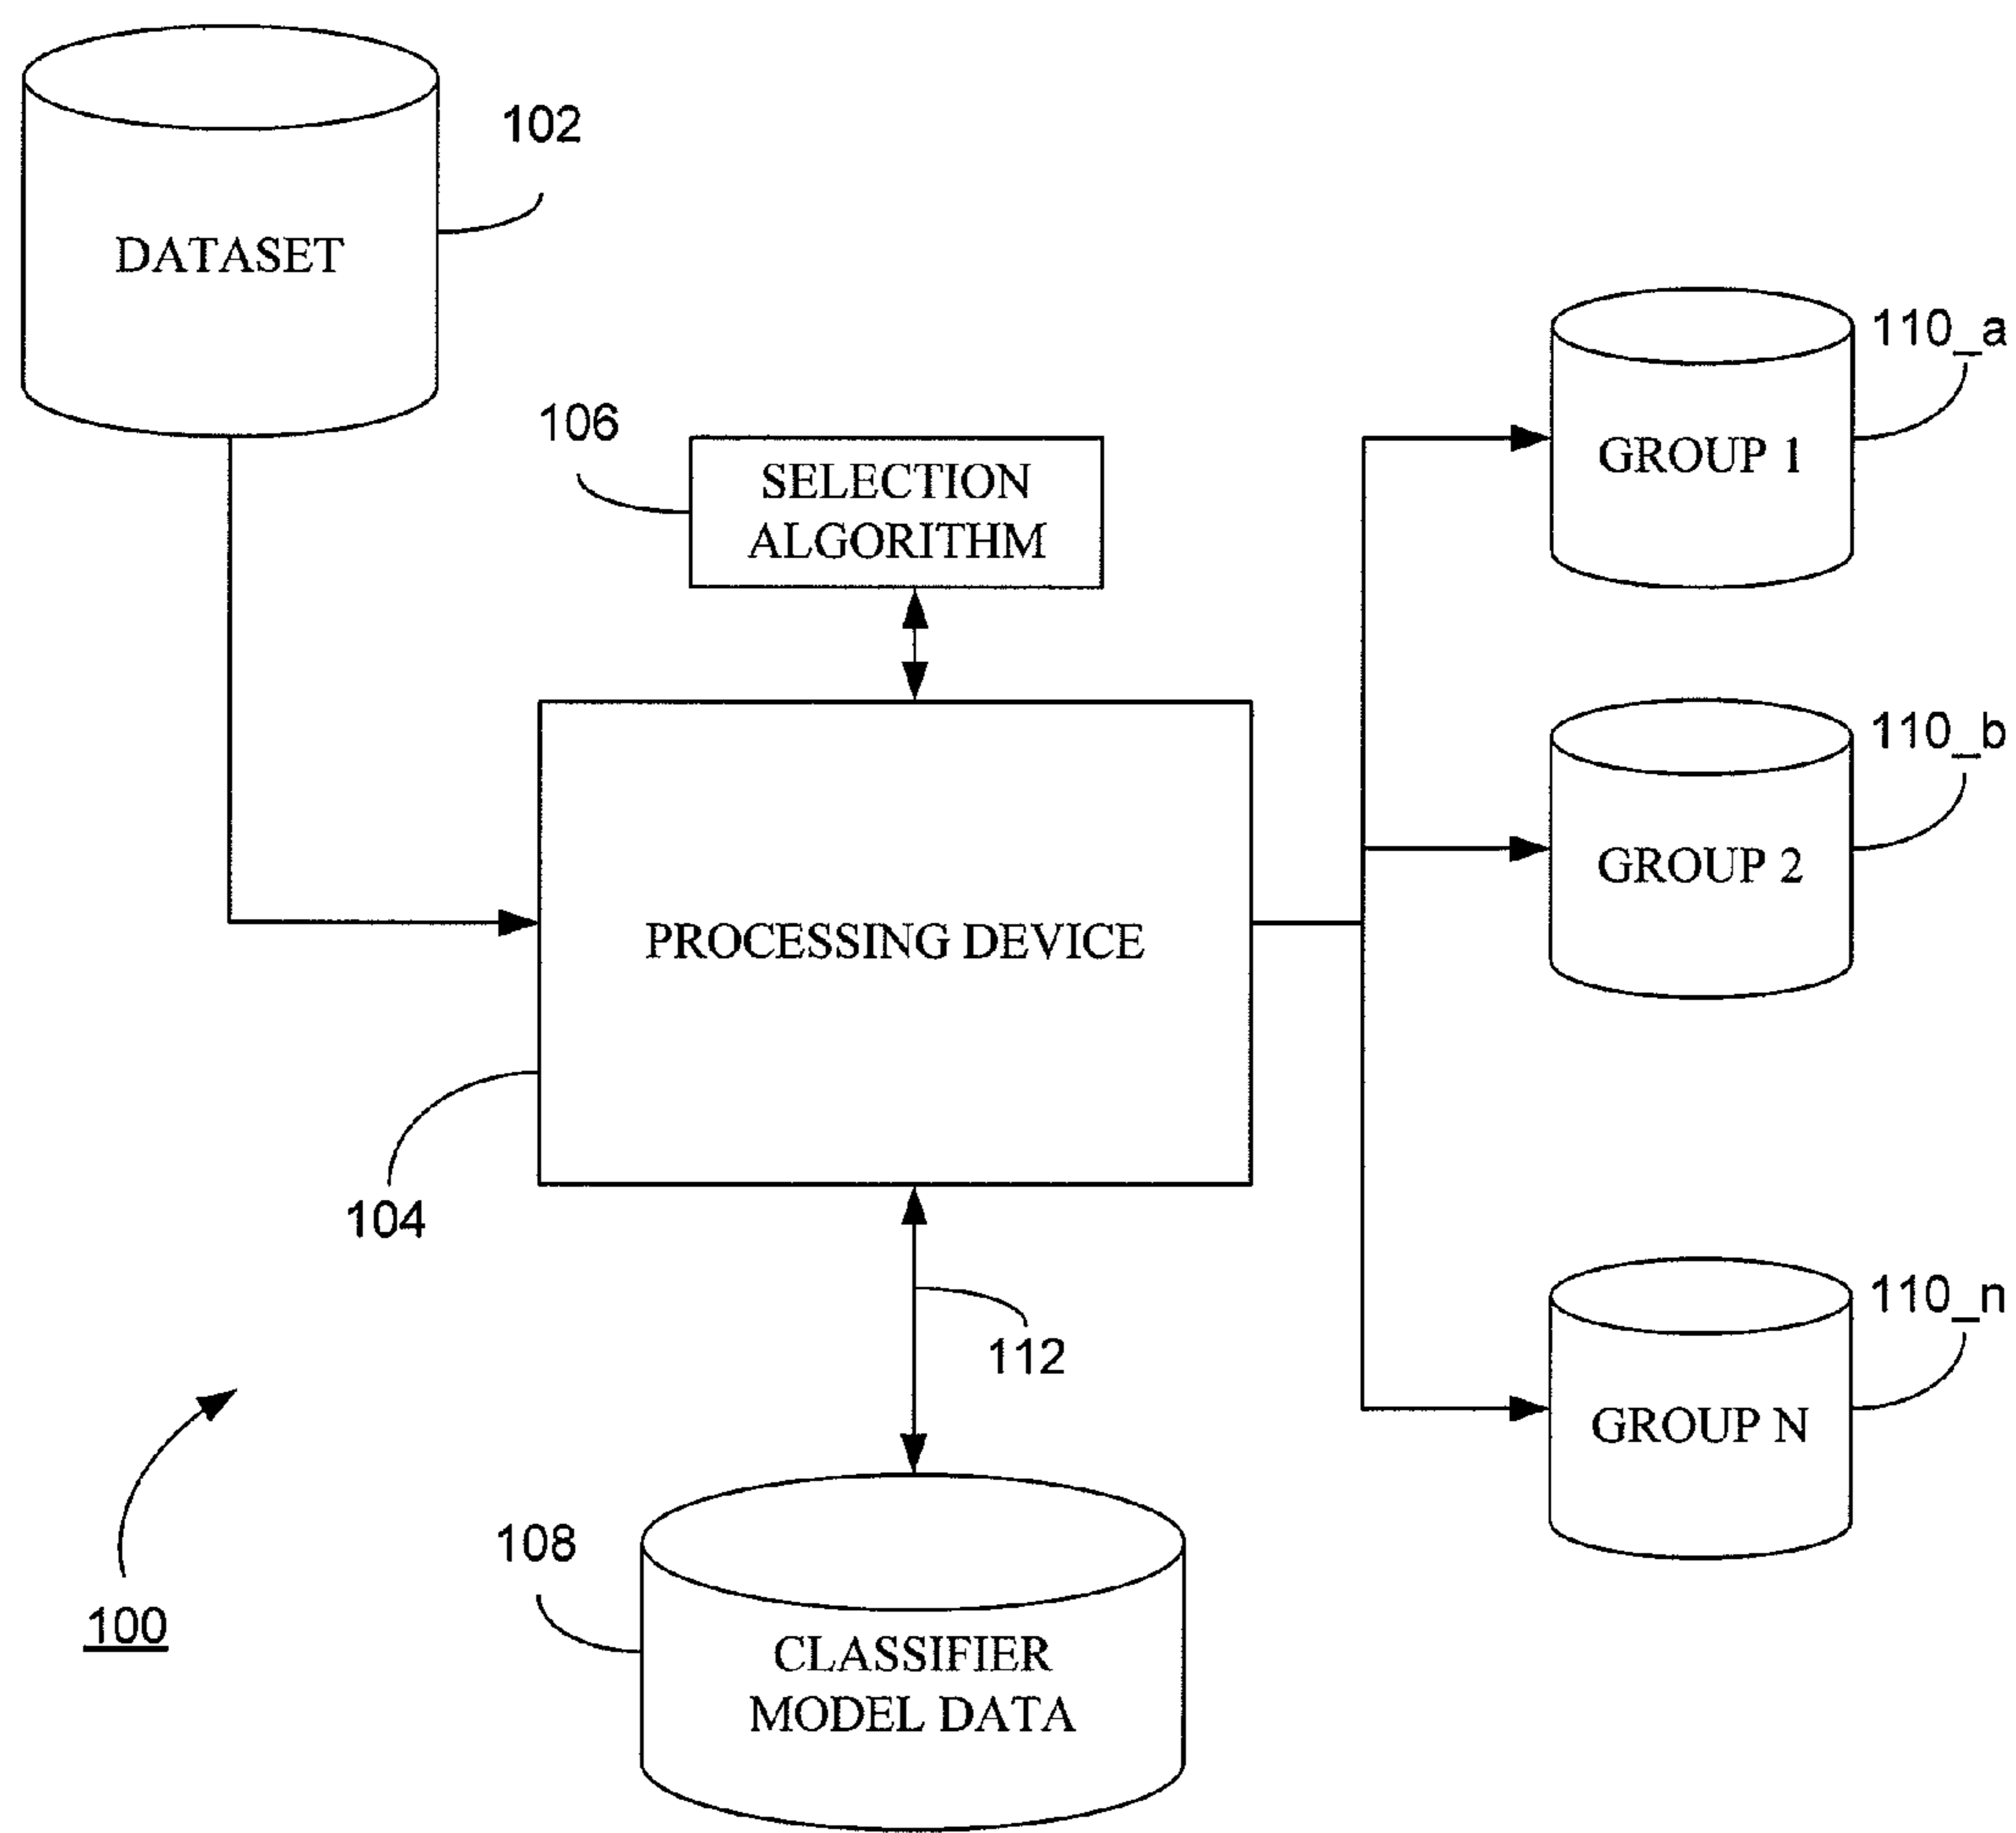 102
DATASET
110_a
106
SELECTION
ALGORITHM
GROUP 1
110_b
GROUP 2
PROCESSING DEVICE
104
110_n
112
GROUP N
108
100
CLASSIFIER
MODEL DATA